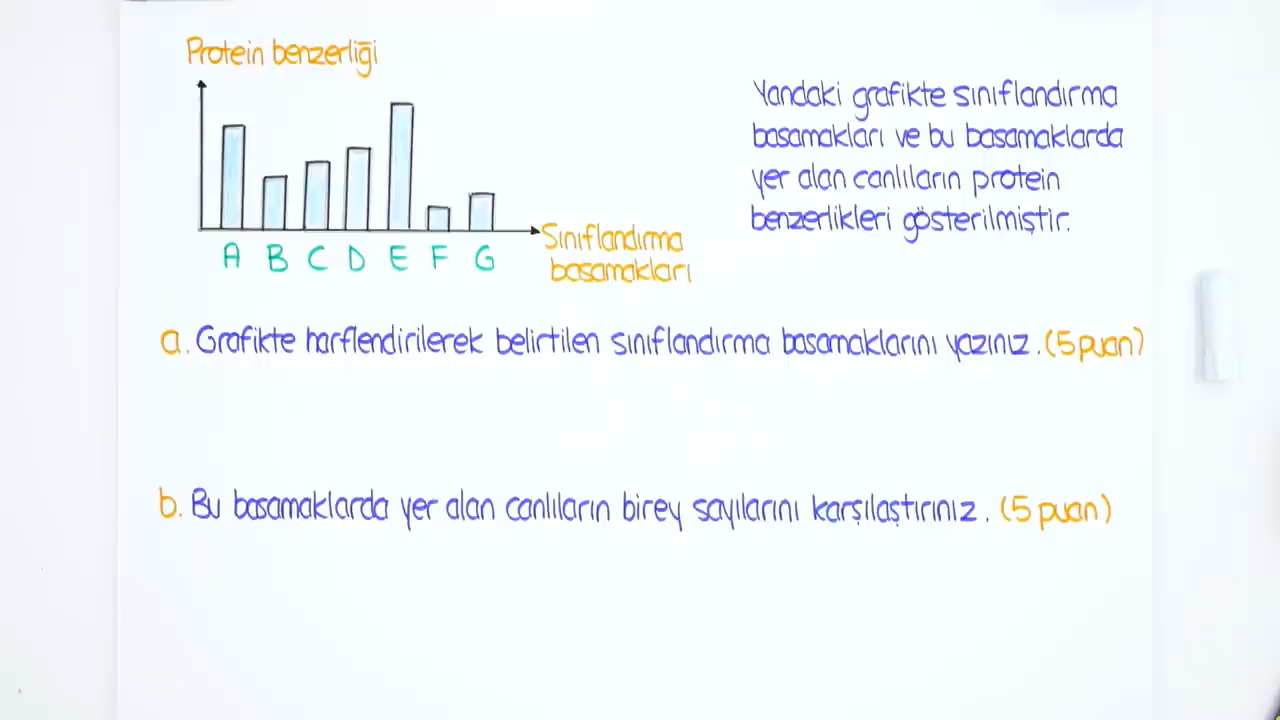 Protein benzerliği
A B C D E F G
Sınıflandırma
basamakları
Yandaki grafikte sınıflandırma
basamakları ve bu basamaklarda
yer alan canlıların protein
benzerlikleri gösterilmiştir.
a. Grafikte harflendirilerek belirtilen sınıflandırma basamaklarını yazınız. (5 puan)
b. Bu basamaklarda yer alan canlıların birey sayılarını karşılaştırınız. (5 puan)